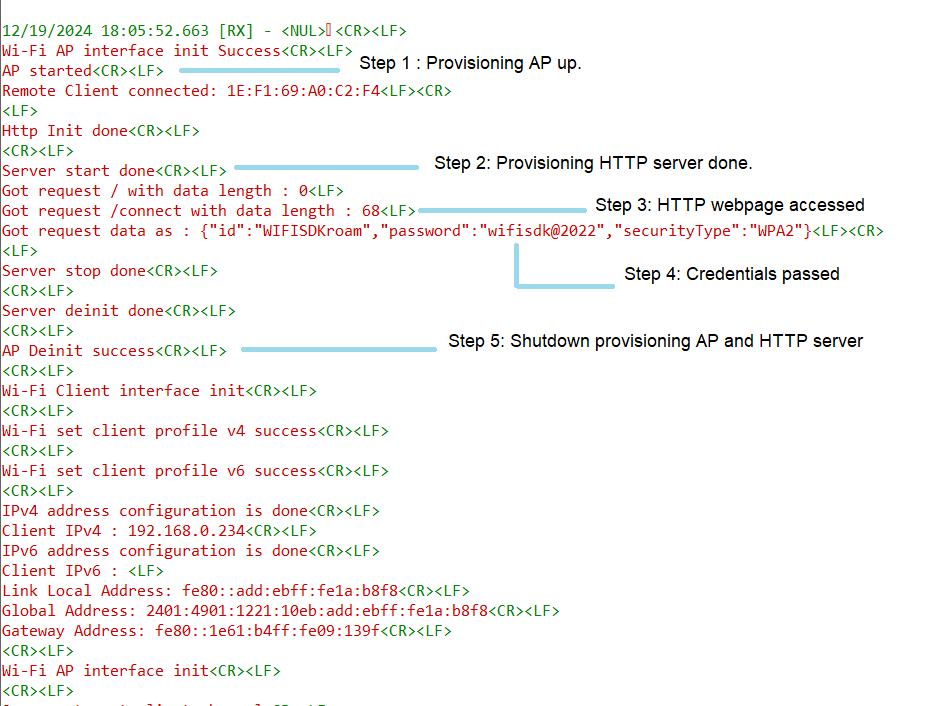 12/19/2024 18:05:52.663 [RX] - <NUL><CR><LF>
Wi-Fi AP interface init Success<CR><LF>
AP started<CR><LF>
Step 1 : Provisioning AP up.
Remote Client connected: 1E:F1:69:A0:C2:F4<LF><CR>
<LF>
Http Init done<CR><LF>
<CR><LF>
Server start done<CR><LF>
Step 2: Provisioning HTTP server done.
Got request / with data length : 0<LF>
Got request /connect with data length : 68<LF>
Step 3: HTTP webpage accessed
Got request data as : {"id":"WIFISDKroam","password":"wifisdk@2022","securityType":"WPA2"}<LF><CR>
<LF>
Step 4: Credentials passed
Server stop done<CR><LF>
<CR><LF>
Server deinit done<CR><LF>
<CR><LF>
AP Deinit success<CR><LF>
Step 5: Shutdown provisioning AP and HTTP server
<CR><LF>
Wi-Fi Client interface init<CR><LF>
<CR><LF>
Wi-Fi set client profile v4 success<CR><LF>
<CR><LF>
Wi-Fi set client profile v6 success<CR><LF>
<CR><LF>
IPv4 address configuration is done<CR><LF>
Client IPv4 : 192.168.0.234<CR><LF>
IPv6 address configuration is done<CR><LF>
Client IPv6 : <LF>
Link Local Address: fe80::add:ebff:fe1a:b8f8<CR><LF>
Global Address: 2401:4901:1221:10eb:add:ebff:fe1a:b8f8<CR><LF>
Gateway Address: fe80::1e61:b4ff:fe09:139f<CR><LF>
<CR><LF>
Wi-Fi AP interface init<CR><LF>
<CR><LF>